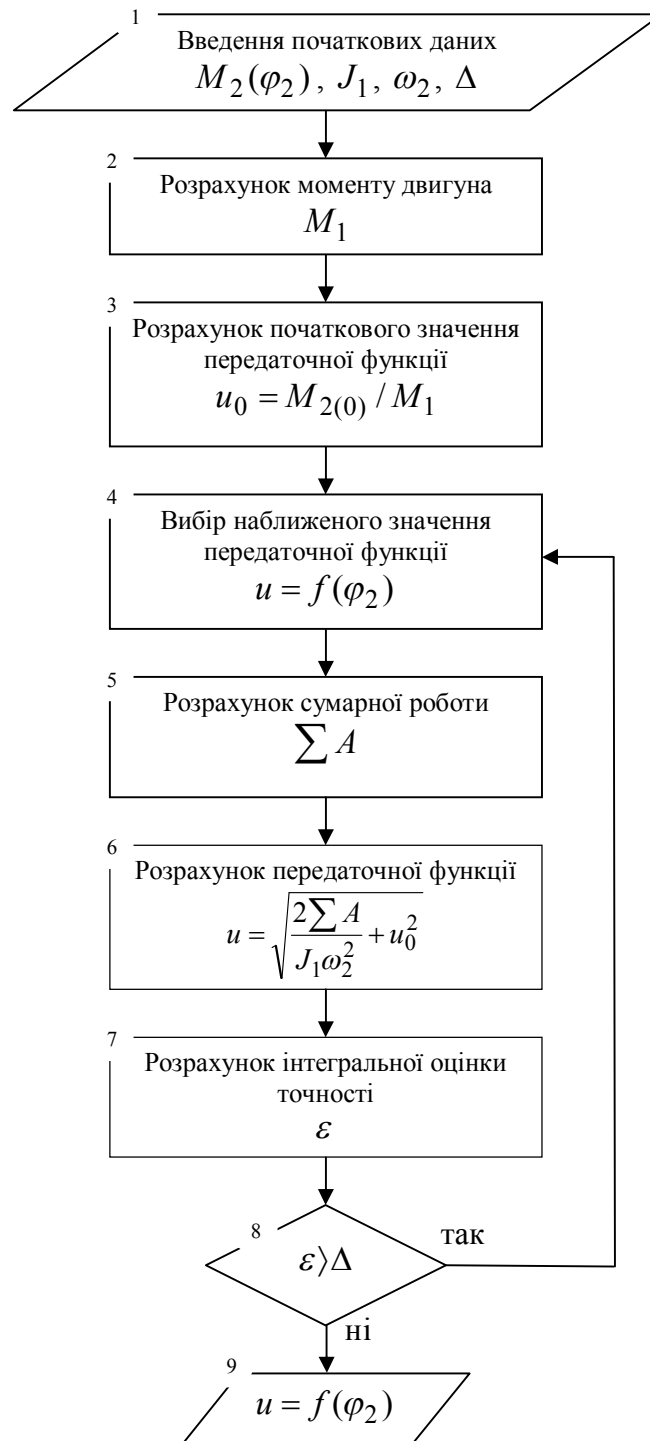 1
Введення початкових даних
M₂(φ₂), J₁, ω₂, Δ
2
Розрахунок моменту двигуна
M₁
3
Розрахунок початкового значення
передаточної функції
u₀ = M₂₍₀₎ / M₁
4
Вибір наближеного значення
передаточної функції
u = f(φ₂)
5
Розрахунок сумарної роботи
∑ A
6
Розрахунок передаточної функції
u = √(2∑ A / J₁ω₂² + u₀²)
7
Розрахунок інтегральної оцінки
точності
ε
8
ε⟩Δ
так
ні
9
u = f(φ₂)